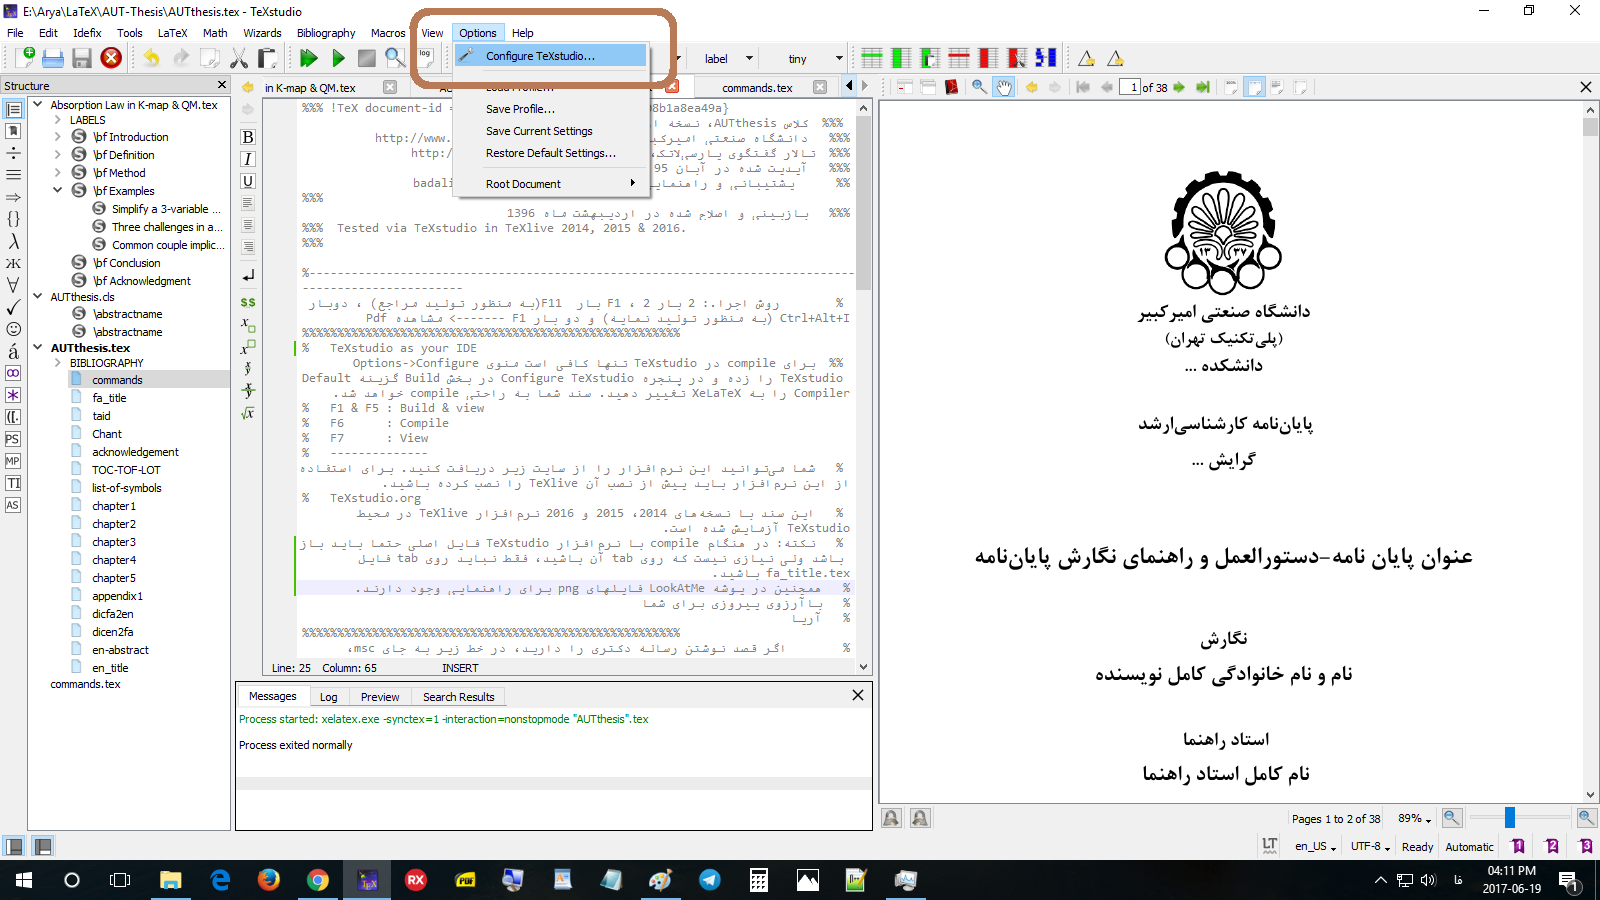 E:\Arya\LaTeX\AUT-Thesis\AUTthesis.tex - TeXstudio
File Edit Idefix Tools LaTeX Math Wizards Bibliography Macros View Options Help
log
label
tiny
Configure TeXstudio...
Save Profile...
Save Current Settings
Restore Default Settings...
Root Document
Structure
Absorption Law in K-map & QM.tex
LABELS
\bf Introduction
\bf Definition
\bf Method
\bf Examples
Simplify a 3-variable ...
Three challenges in a...
Common couple implic...
\bf Conclusion
\bf Acknowledgment
AUTthesis.cls
\abstractname
\abstractname
AUTthesis.tex
BIBLIOGRAPHY
commands
fa_title
taid
Chant
acknowledgement
TOC-TOF-LOT
list-of-symbols
chapter1
chapter2
chapter3
chapter4
chapter5
appendix1
dicfa2en
dicen2fa
en-abstract
en_title
commands.tex
in K-map & QM.tex
commands.tex
%%% !TeX document-id = 8b1a8ea49a}
%%% کلاس AUTthesis، نسخه
%%% دانشگاه صنعتی امیرکبیر http://www.
%%% تالار گفتگوی پارسی‌لاتک، http:/
%%% آپدیت شده در آبان 95
%% پشتیبانی و راهنمایی badali
%%%
%%% بازبینی و اصلاح شده در اردیبهشت ماه 1396
%%% Tested via TeXstudio in TeXlive 2014, 2015 & 2016.
%%%
%-----------------------------------------------------------------------
-----------------------
% روش اجرا.: 2 بار F1 ، 2 بار F11(به منظور تولید مراجع) ، دوبار
Ctrl+Alt+I (به منظور تولید نمایه) و دو بار F1 -------> مشاهده Pdf
%%%%%%%%%%%%%%%%%%%%%%%%%%%%%%%%%%%%%%%%%%%%%%%%%%%%%%
% TeXstudio as your IDE
%% برای compile در TeXstudio تنها کافی است منوی Options->Configure
TeXstudio را زده و در پنجره Configure TeXstudio در بخش Build گزینه Default
Compiler را به XeLaTeX تغییر دهید. سند شما به راحتی compile خواهد شد.
% F1 & F5 : Build & view
% F6 : Compile
% F7 : View
% --------------
% شما می‌توانید این نرم‌افزار را از سایت زیر دریافت کنید. برای استفاده
از این نرم‌افزار باید پیش از نصب آن TeXlive را نصب کرده باشید.
% TeXstudio.org
% این سند با نسخه‌های 2014، 2015 و 2016 نرم‌افزار TeXlive در محیط
TeXstudio آزمایش شده است.
% نکته: در هنگام compile با نرم‌افزار TeXstudio فایل اصلی حتما باید باز
باشد ولی نیازی نیست که روی tab آن باشید، فقط نباید روی tab فایل
fa_title.tex باشید.
% همچنین در پوشه LookAtMe فایلهای png برای راهنمایی وجود دارند.
% باآرزوی پیروزی برای شما
% آریا
%%%%%%%%%%%%%%%%%%%%%%%%%%%%%%%%%%%%%%%%%%%%%%%%%%%%%%
% اگر قصد نوشتن رساله دکتری را دارید، در خط زیر به جای msc،
Line: 25 Column: 65 INSERT
Messages Log Preview Search Results
Process started: xelatex.exe -synctex=1 -interaction=nonstopmode "AUTthesis".tex
Process exited normally
1 of 38
۱۳ ۳۷
دانشگاه صنعتی امیرکبیر
(پلی‌تکنیک تهران)
دانشکده ...
پایان‌نامه کارشناسی‌ارشد
گرایش ...
عنوان پایان نامه-دستورالعمل و راهنمای نگارش پایان‌نامه
نگارش
نام و نام خانوادگی کامل نویسنده
استاد راهنما
نام کامل استاد راهنما
Pages 1 to 2 of 38 89%
LT en_US UTF-8 Ready Automatic 1 2 3
04:11 PM
فا
2017-06-19
1